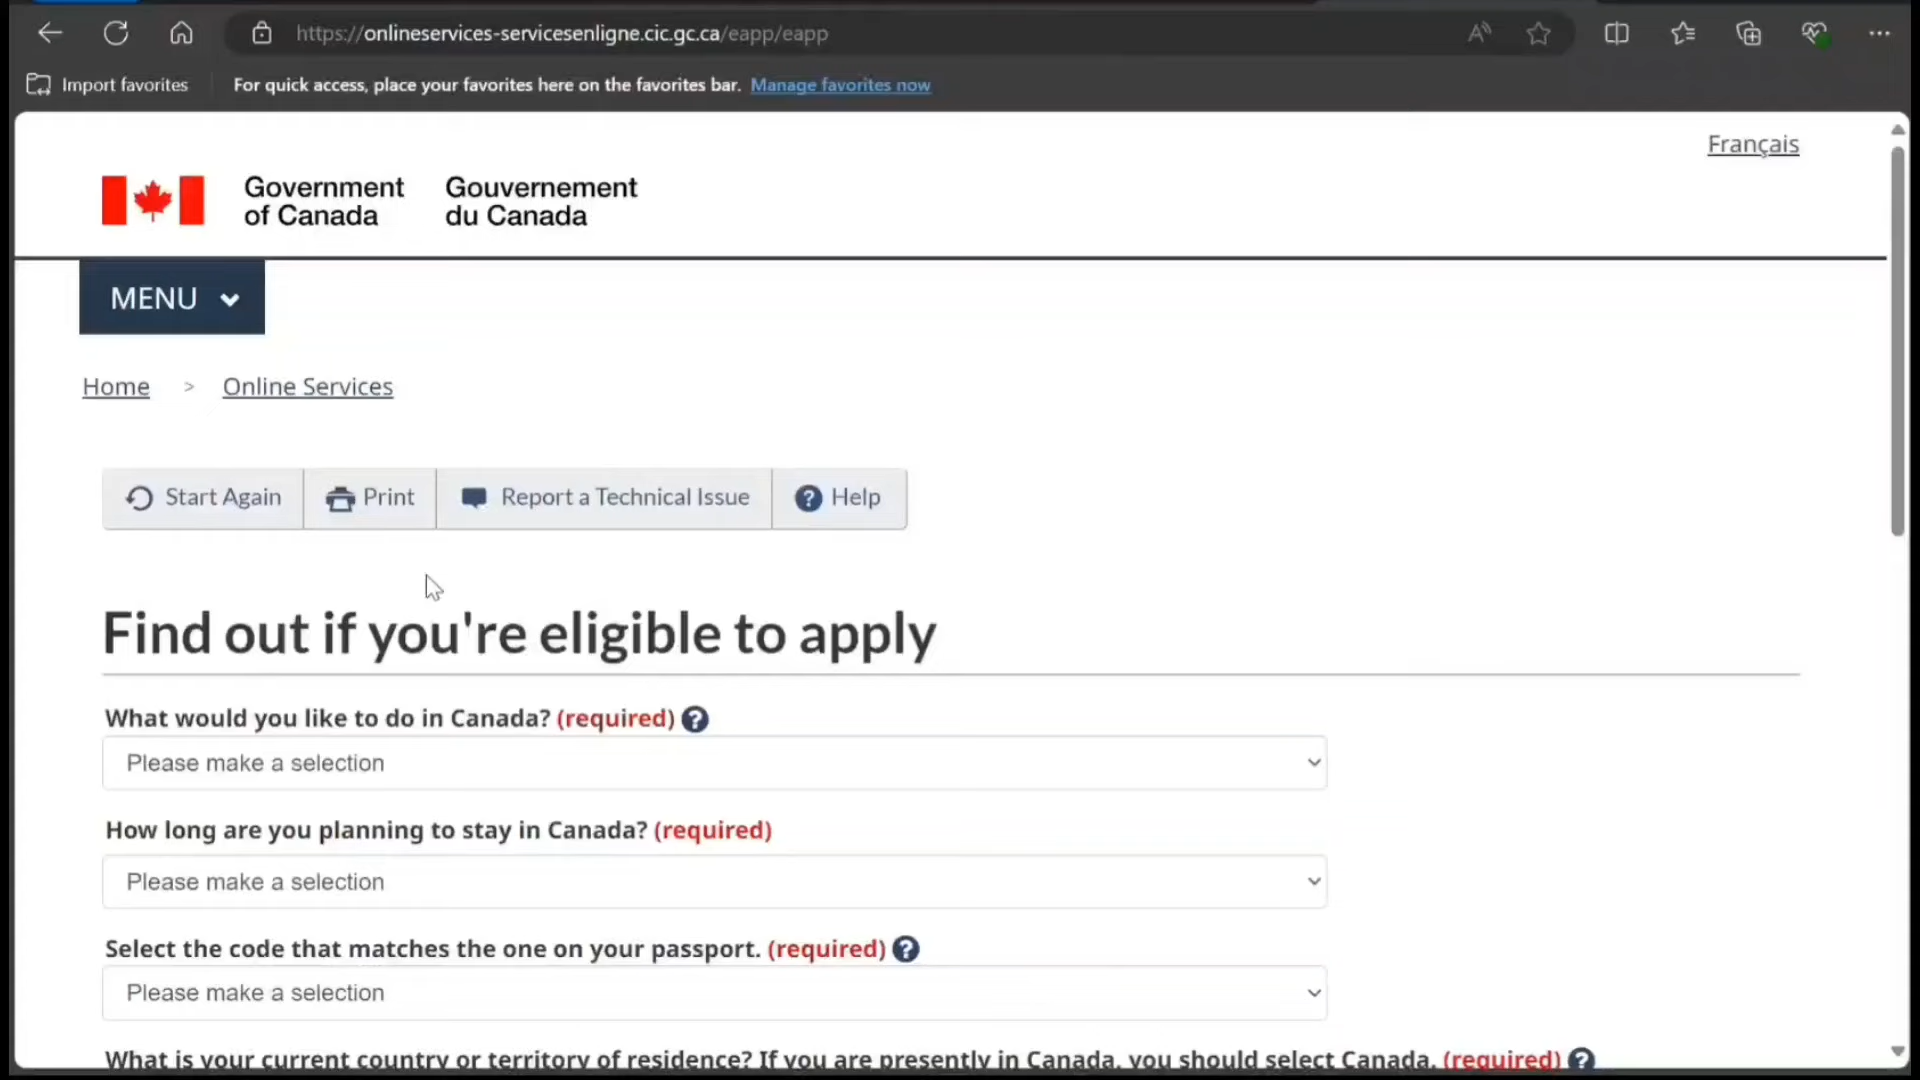 https://onlineservices-servicesenligne.cic.gc.ca/eapp/eapp
Import favorites For quick access, place your favorites here on the favorites bar. Manage favorites now
Français
Government of Canada
Gouvernement du Canada
MENU
Home > Online Services
Start Again Print Report a Technical Issue Help
Find out if you're eligible to apply
What would you like to do in Canada? (required)
Please make a selection
How long are you planning to stay in Canada? (required)
Please make a selection
Select the code that matches the one on your passport. (required)
Please make a selection
What is your current country or territory of residence? If you are presently in Canada, you should select Canada. (required)